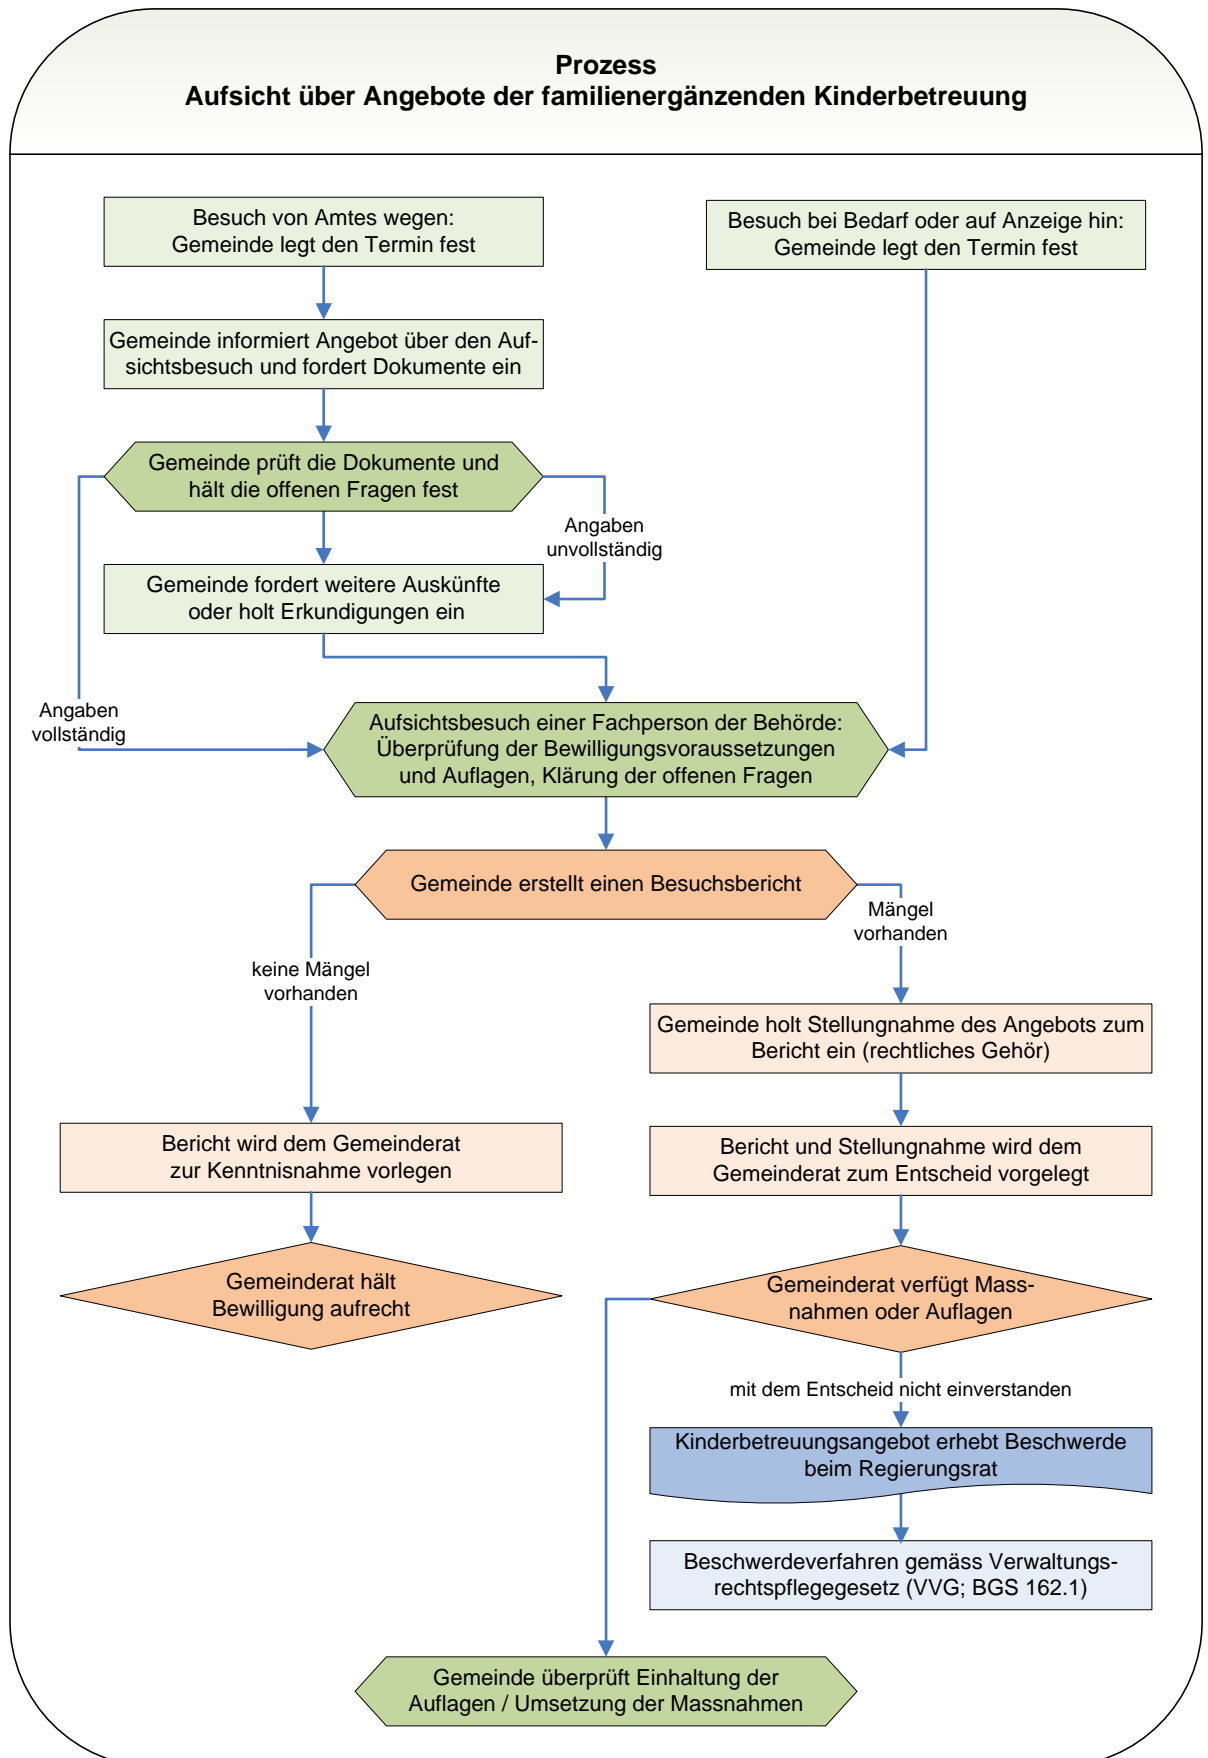 Prozess
Aufsicht über Angebote der familienergänzenden Kinderbetreuung
Besuch von Amtes wegen:
Gemeinde legt den Termin fest
Besuch bei Bedarf oder auf Anzeige hin:
Gemeinde legt den Termin fest
Gemeinde informiert Angebot über den Auf-
sichtsbesuch und fordert Dokumente ein
Gemeinde prüft die Dokumente und
hält die offenen Fragen fest
Angaben
unvollständig
Gemeinde fordert weitere Auskünfte
oder holt Erkundigungen ein
Angaben
vollständig
Aufsichtsbesuch einer Fachperson der Behörde:
Überprüfung der Bewilligungsvoraussetzungen
und Auflagen, Klärung der offenen Fragen
Gemeinde erstellt einen Besuchsbericht
Mängel
vorhanden
keine Mängel
vorhanden
Gemeinde holt Stellungnahme des Angebots zum
Bericht ein (rechtliches Gehör)
Bericht wird dem Gemeinderat
zur Kenntnisnahme vorlegen
Bericht und Stellungnahme wird dem
Gemeinderat zum Entscheid vorgelegt
Gemeinderat hält
Bewilligung aufrecht
Gemeinderat verfügt Mass-
nahmen oder Auflagen
mit dem Entscheid nicht einverstanden
Kinderbetreuungsangebot erhebt Beschwerde
beim Regierungsrat
Beschwerdeverfahren gemäss Verwaltungs-
rechtspflegegesetz (VVG; BGS 162.1)
Gemeinde überprüft Einhaltung der
Auflagen / Umsetzung der Massnahmen